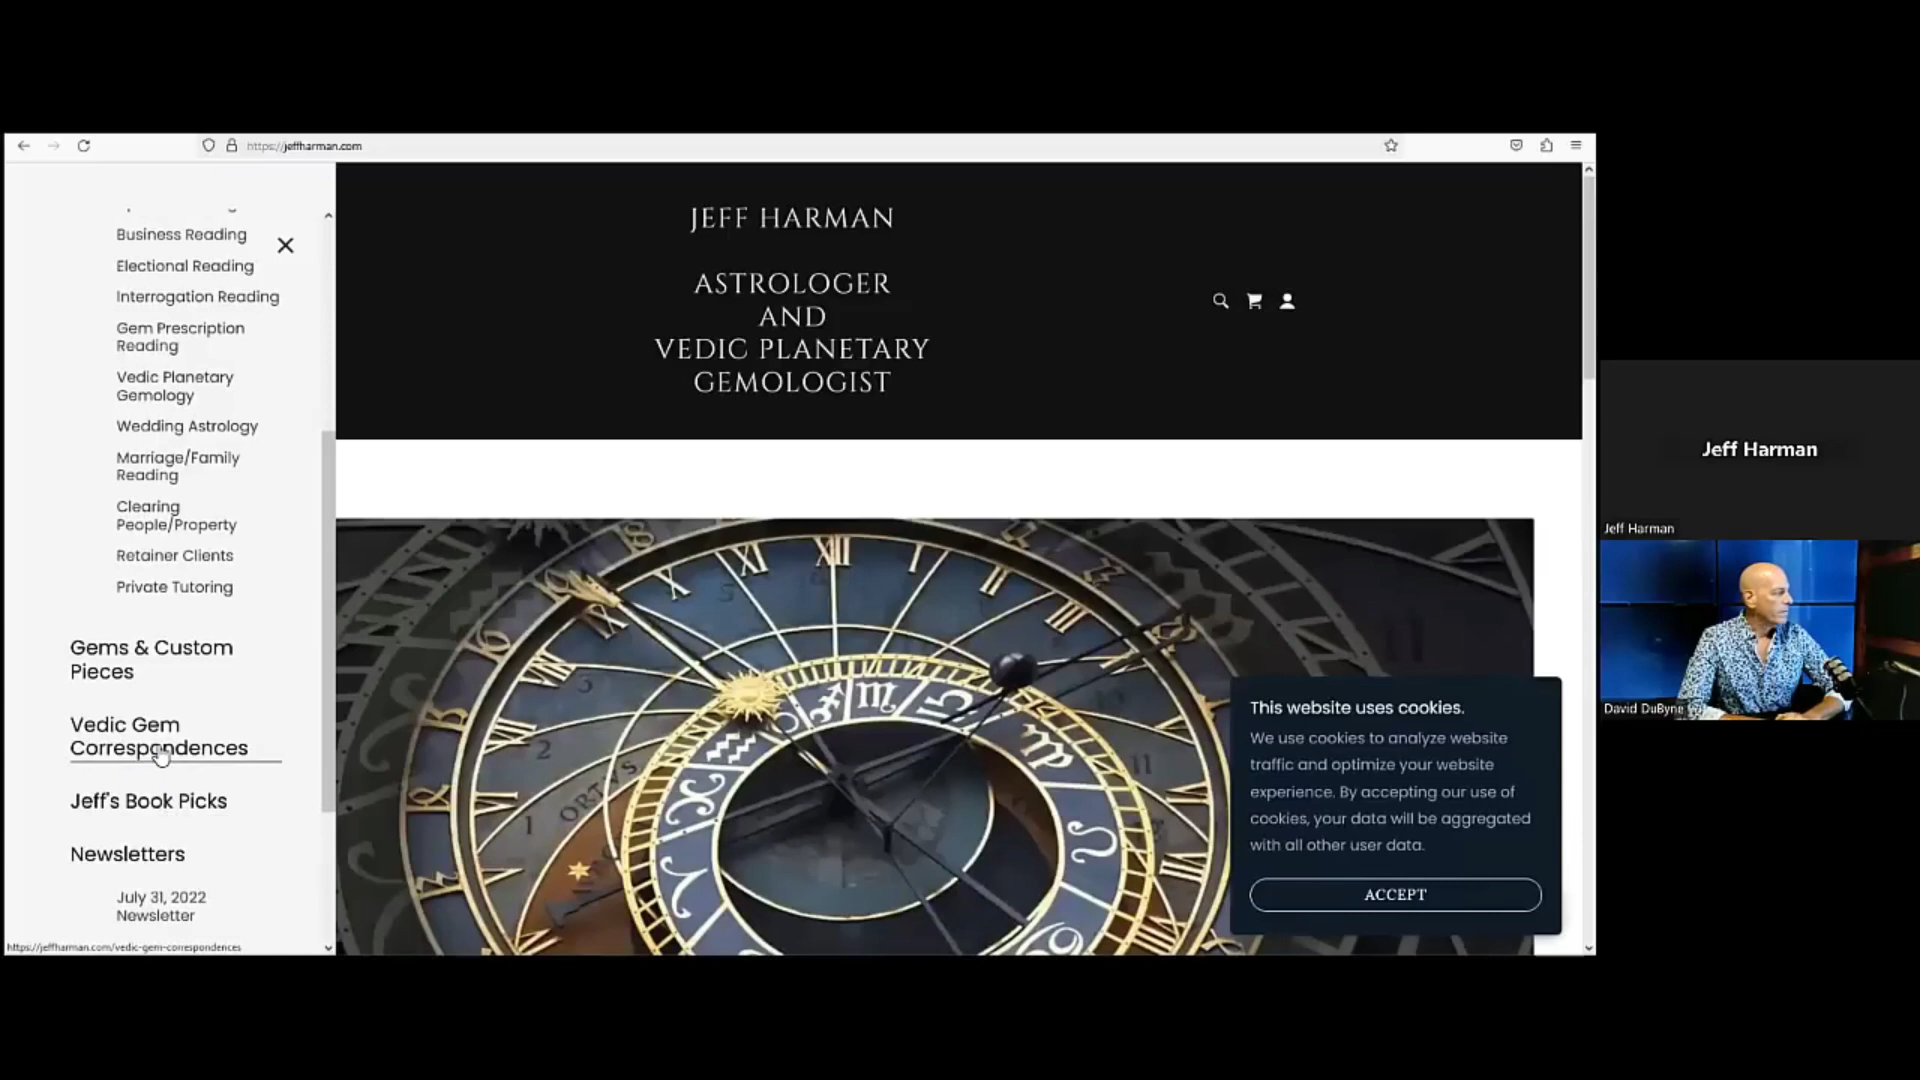 https://jeffharman.com
Business Reading
Electional Reading
Interrogation Reading
Gem Prescription
Reading
Vedic Planetary
Gemology
Wedding Astrology
Marriage/Family
Reading
Clearing
People/Property
Retainer Clients
Private Tutoring
Gems & Custom
Pieces
Vedic Gem
Correspondences
Jeff's Book Picks
Newsletters
July 31, 2022
Newsletter
https://jeffharman.com/vedic-gem-correspondences
JEFF HARMAN
ASTROLOGER
AND
VEDIC PLANETARY
GEMOLOGIST
This website uses cookies.
We use cookies to analyze website
traffic and optimize your website
experience. By accepting our use of
cookies, your data will be aggregated
with all other user data.
ACCEPT
Jeff Harman
Jeff Harman
David DuByne